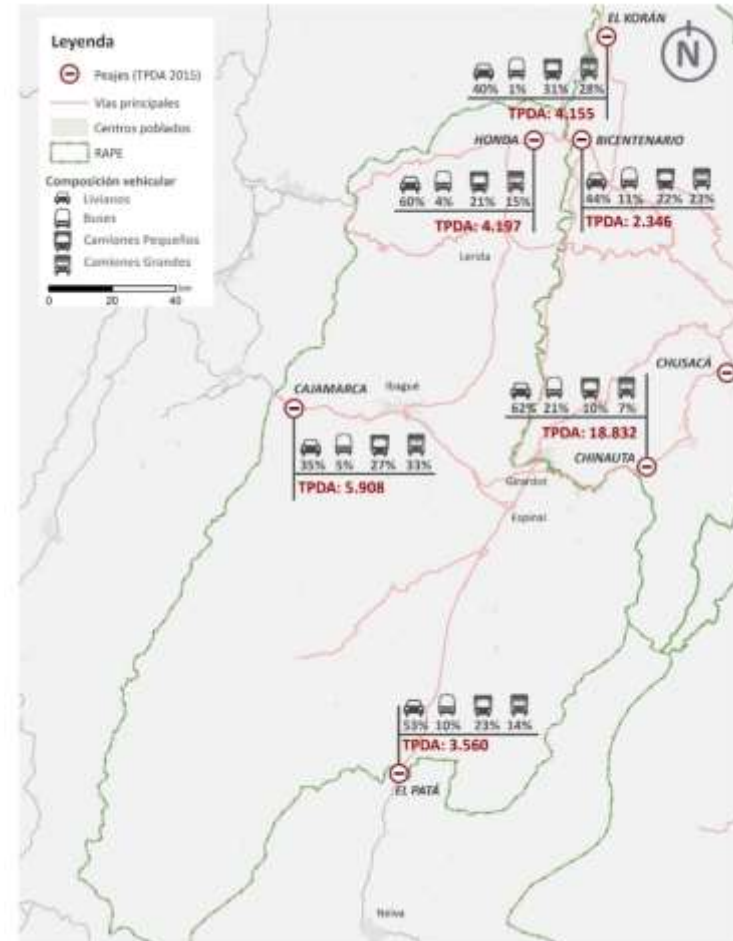 Leyenda
Peajes (TPDA 2015)
Vías principales
Centros poblados
RAPE
Composición vehicular
Livianos
Buses
Camiones Pequeños
Camiones Grandes
km
0 20 40
EL KORÁN
N
40% 1% 31% 28%
TPDA: 4.155
HONDA
BICENTENARIO
60% 4% 21% 15%
TPDA: 4.197
44% 11% 22% 23%
TPDA: 2.346
Lerida
CHUSACÁ
CAJAMARCA
Ibagué
62% 21% 10% 7%
TPDA: 18.832
CHINAUTA
35% 5% 27% 33%
TPDA: 5.908
Girardot
Espinal
53% 10% 23% 14%
TPDA: 3.560
EL PATÁ
Neiva